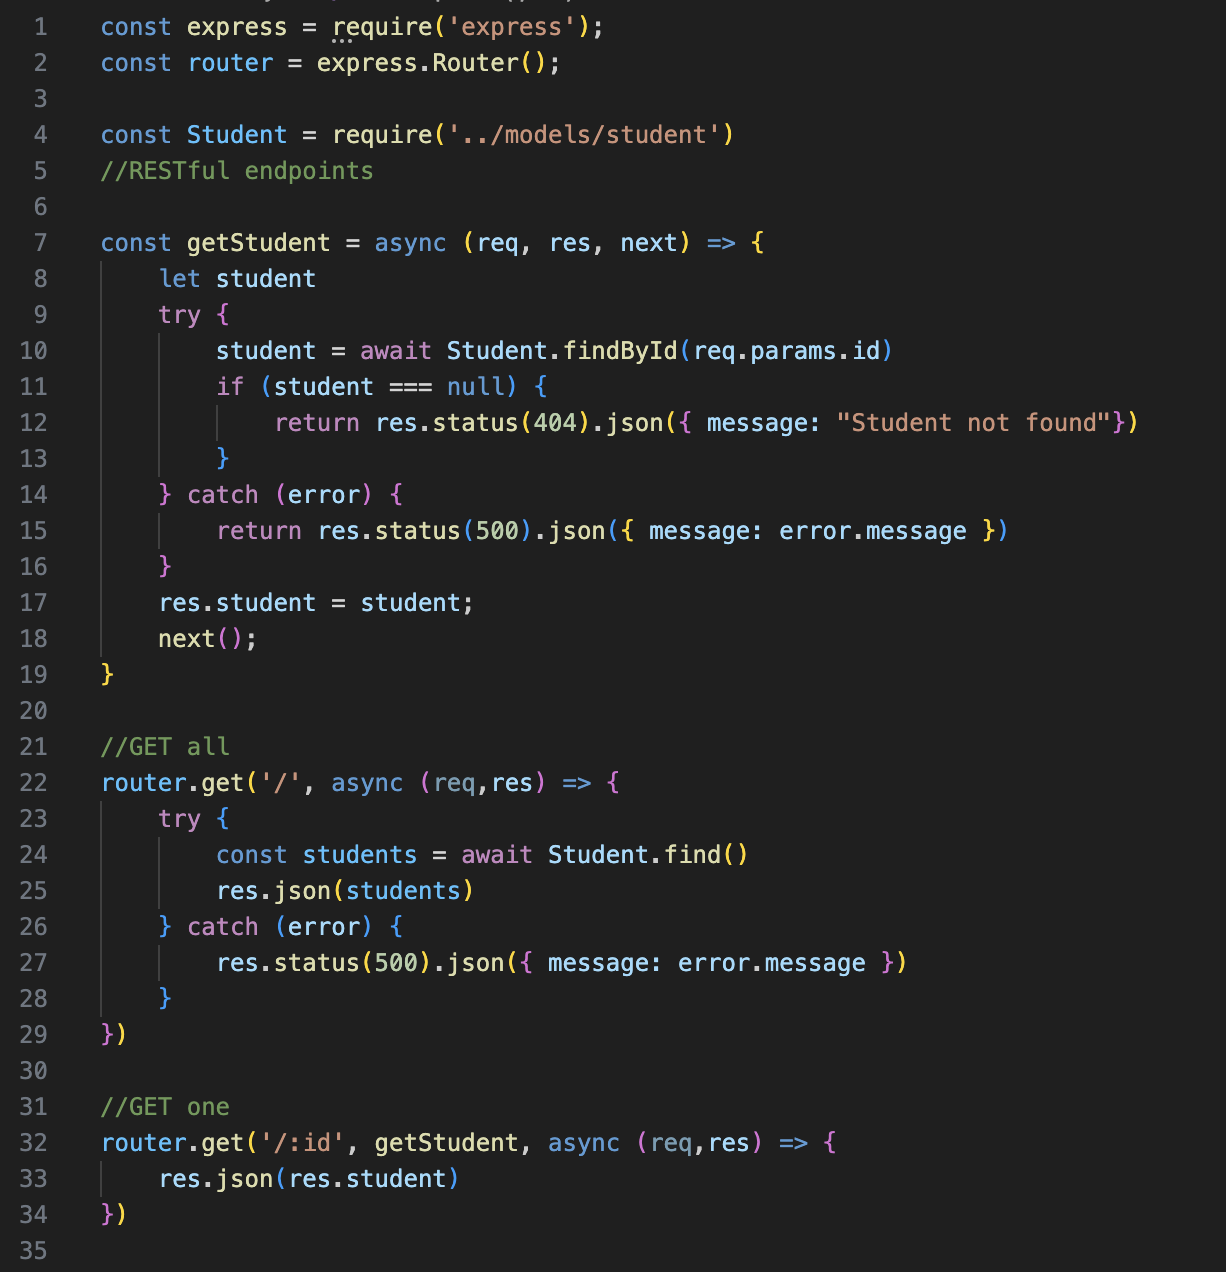 1 const express = require('express');
2 const router = express.Router();
3
4 const Student = require('../models/student')
5 //RESTful endpoints
6
7 const getStudent = async (req, res, next) => {
8     let student
9     try {
10         student = await Student.findById(req.params.id)
11         if (student === null) {
12             return res.status(404).json({ message: "Student not found"})
13         }
14     } catch (error) {
15         return res.status(500).json({ message: error.message })
16     }
17     res.student = student;
18     next();
19 }
20
21 //GET all
22 router.get('/', async (req,res) => {
23     try {
24         const students = await Student.find()
25         res.json(students)
26     } catch (error) {
27         res.status(500).json({ message: error.message })
28     }
29 })
30
31 //GET one
32 router.get('/:id', getStudent, async (req,res) => {
33     res.json(res.student)
34 })
35